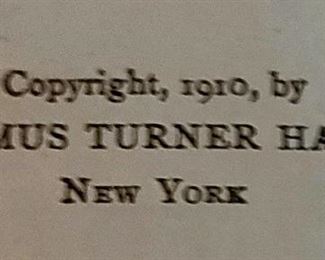 Copyright, 1910, by
MUS TURNER HA
NEW YORK